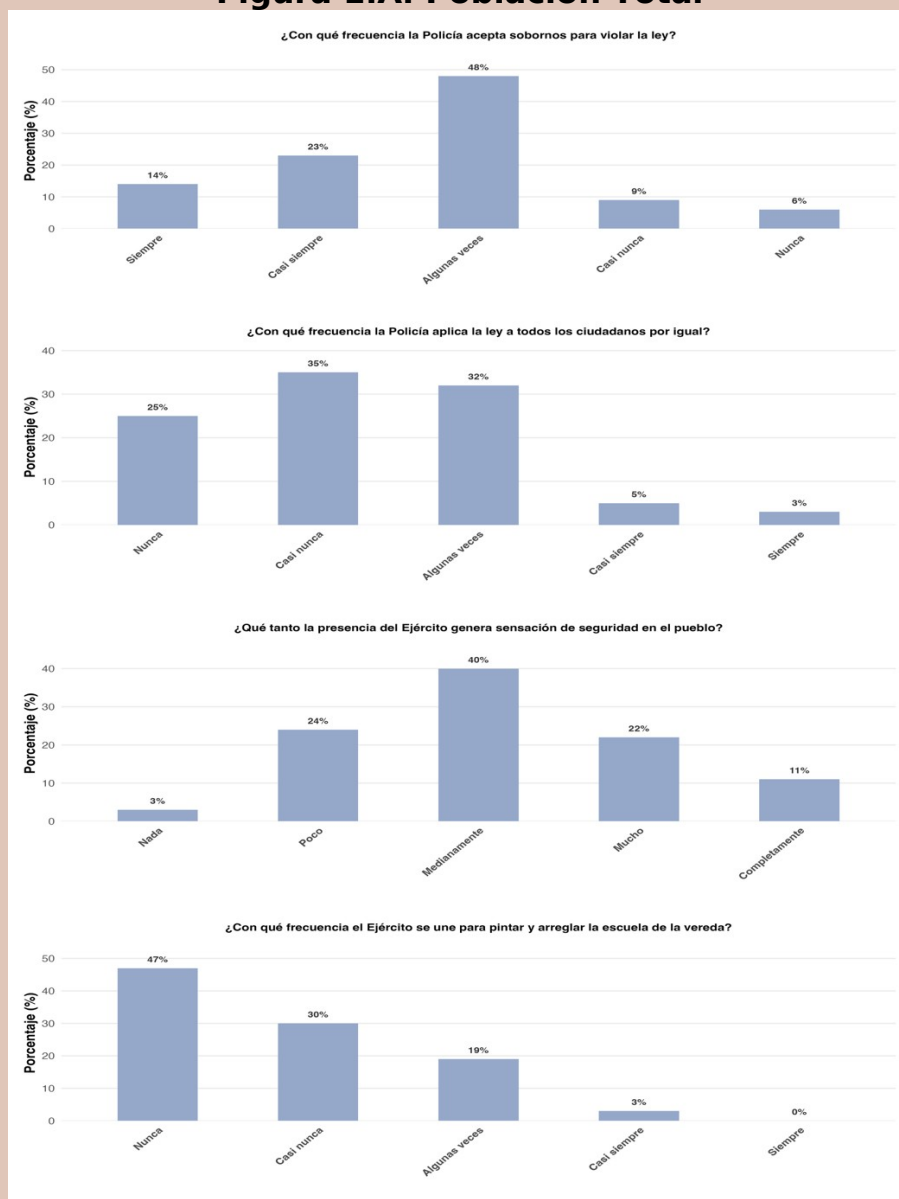 ¿Con qué frecuencia la Policía acepta sobornos para violar la ley?
Porcentaje (%)
50
40
30
20
10
0
14%
23%
48%
9%
6%
Siempre
Casi siempre
Algunas veces
Casi nunca
Nunca
¿Con qué frecuencia la Policía aplica la ley a todos los ciudadanos por igual?
Porcentaje (%)
40
30
20
10
0
25%
35%
32%
5%
3%
Nunca
Casi nunca
Algunas veces
Casi siempre
Siempre
¿Qué tanto la presencia del Ejército genera sensación de seguridad en el pueblo?
Porcentaje (%)
40
30
20
10
0
3%
24%
40%
22%
11%
Nada
Poco
Medianamente
Mucho
Completamente
¿Con qué frecuencia el Ejército se une para pintar y arreglar la escuela de la vereda?
Porcentaje (%)
50
40
30
20
10
0
47%
30%
19%
3%
0%
Nunca
Casi nunca
Algunas veces
Casi siempre
Siempre